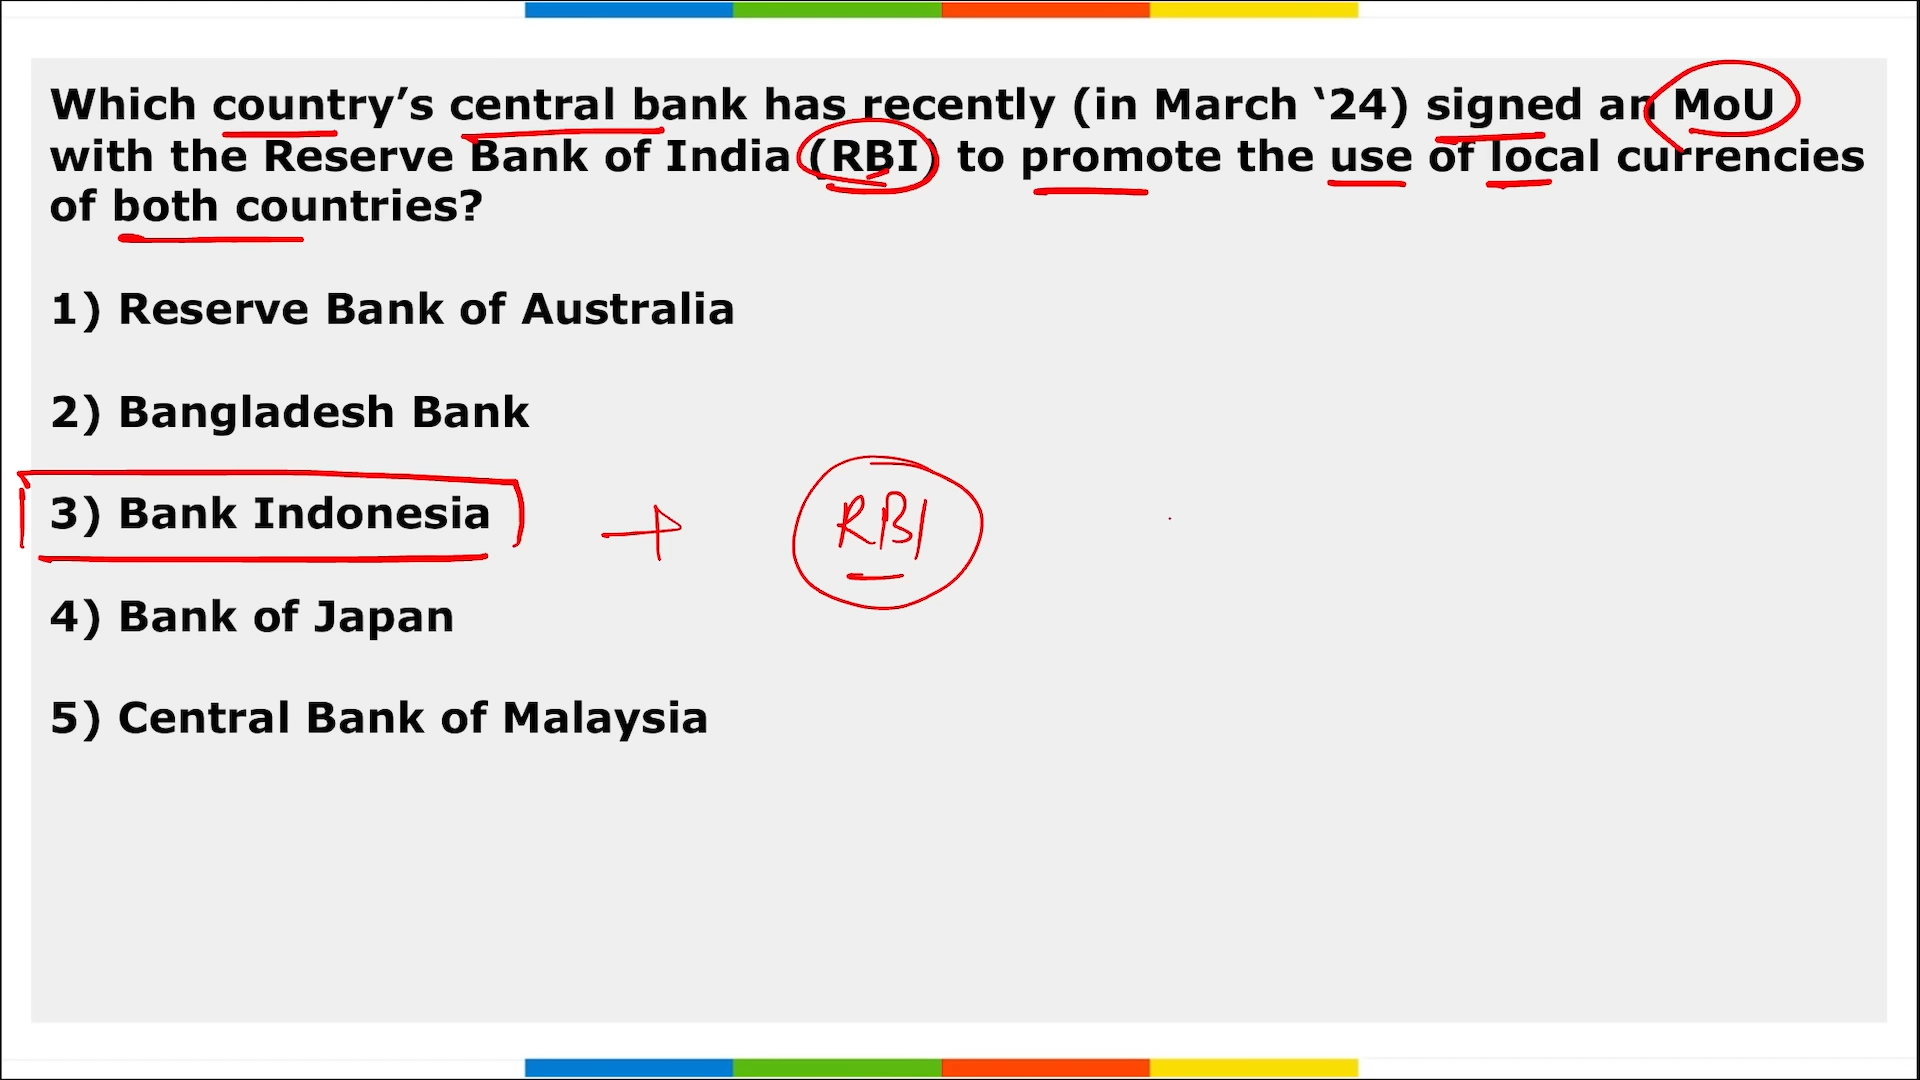 Which country’s central bank has recently (in March ‘24) signed an MoU
with the Reserve Bank of India (RBI) to promote the use of local currencies
of both countries?
1) Reserve Bank of Australia
2) Bangladesh Bank
3) Bank Indonesia
RBI
4) Bank of Japan
5) Central Bank of Malaysia